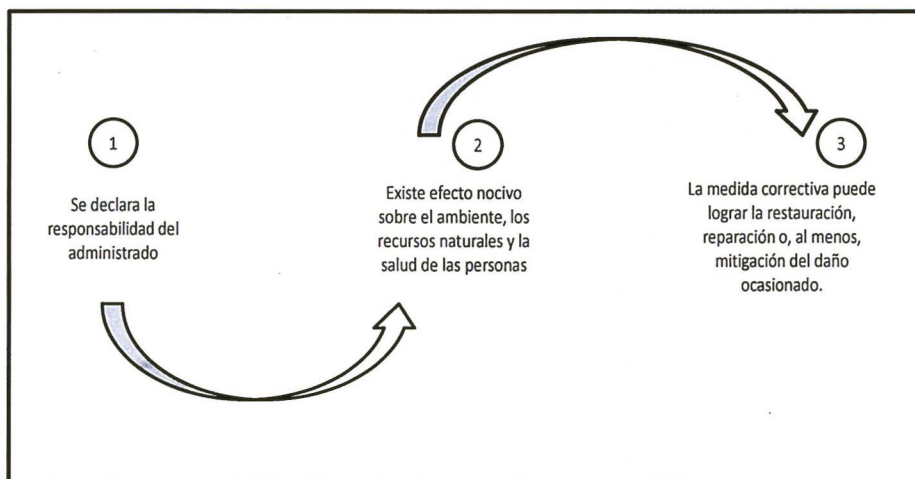 1
Se declara la
responsabilidad del
administrado
2
Existe efecto nocivo
sobre el ambiente, los
recursos naturales y la
salud de las personas
3
La medida correctiva puede
lograr la restauración,
reparación o, al menos,
mitigación del daño
ocasionado.